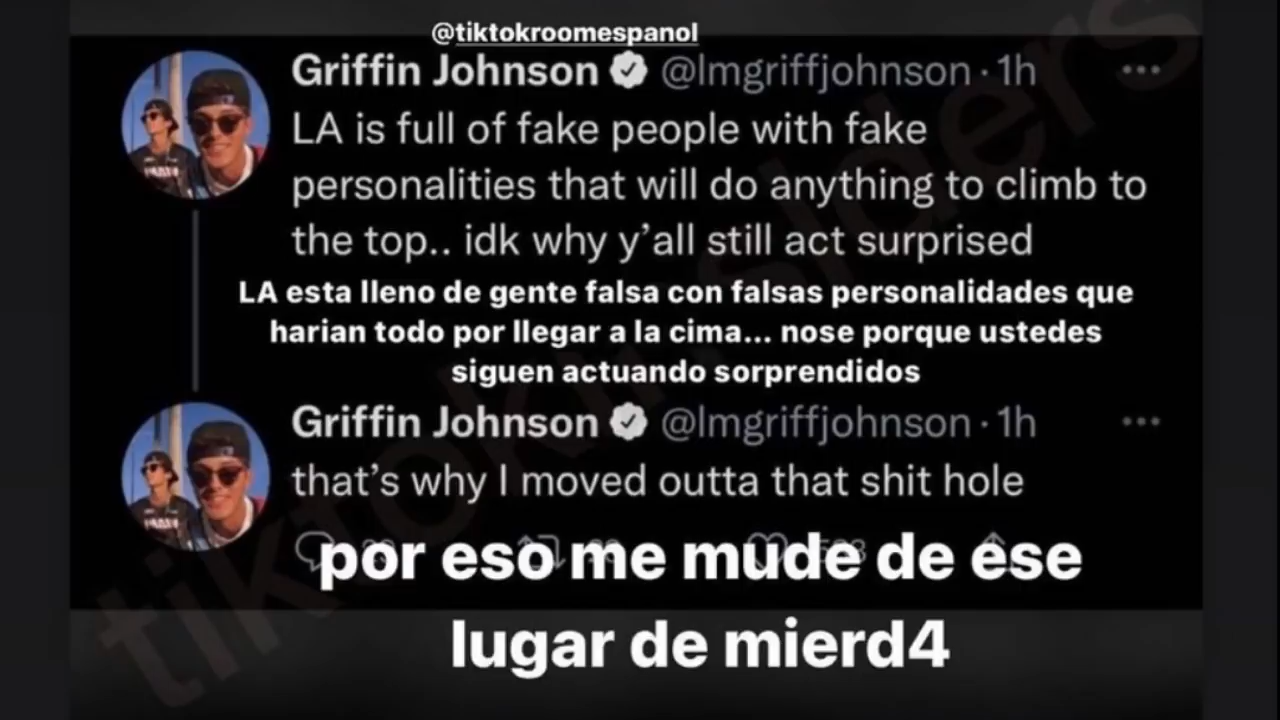 @tiktokroomespanol
Griffin Johnson @lmgriffjohnson · 1h
LA is full of fake people with fake
personalities that will do anything to climb to
the top.. idk why y'all still act surprised
LA esta lleno de gente falsa con falsas personalidades que
harian todo por llegar a la cima... nose porque ustedes
siguen actuando sorprendidos
Griffin Johnson @lmgriffjohnson · 1h
that's why I moved outta that shit hole
por eso me mude de ese
lugar de mierd4
tiktokinsiders